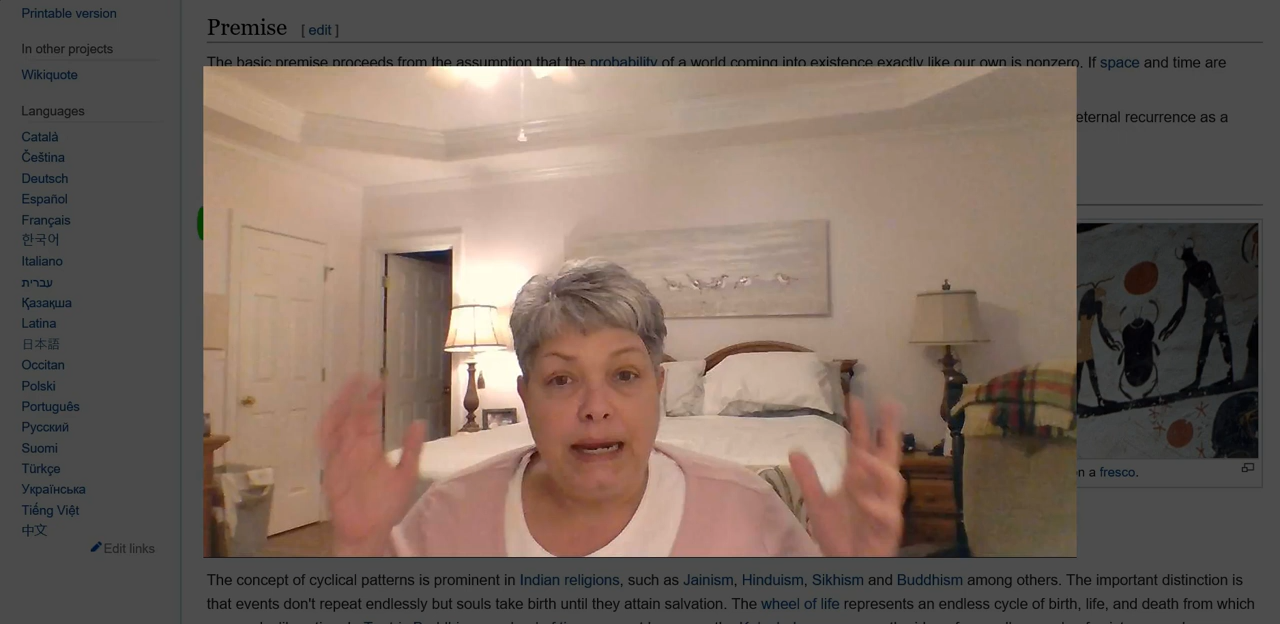 Printable version
In other projects
Wikiquote
Languages
Català
Čeština
Deutsch
Español
Français
한국어
Italiano
עברית
Қазақша
Latina
日本語
Occitan
Polski
Português
Русский
Suomi
Türkçe
Українська
Tiếng Việt
中文
Edit links
Premise [ edit ]
The basic premise proceeds from the assumption that the probability of a world coming into existence exactly like our own is nonzero. If space and time are
eternal recurrence as a
n a fresco.
The concept of cyclical patterns is prominent in Indian religions, such as Jainism, Hinduism, Sikhism and Buddhism among others. The important distinction is
that events don't repeat endlessly but souls take birth until they attain salvation. The wheel of life represents an endless cycle of birth, life, and death from which